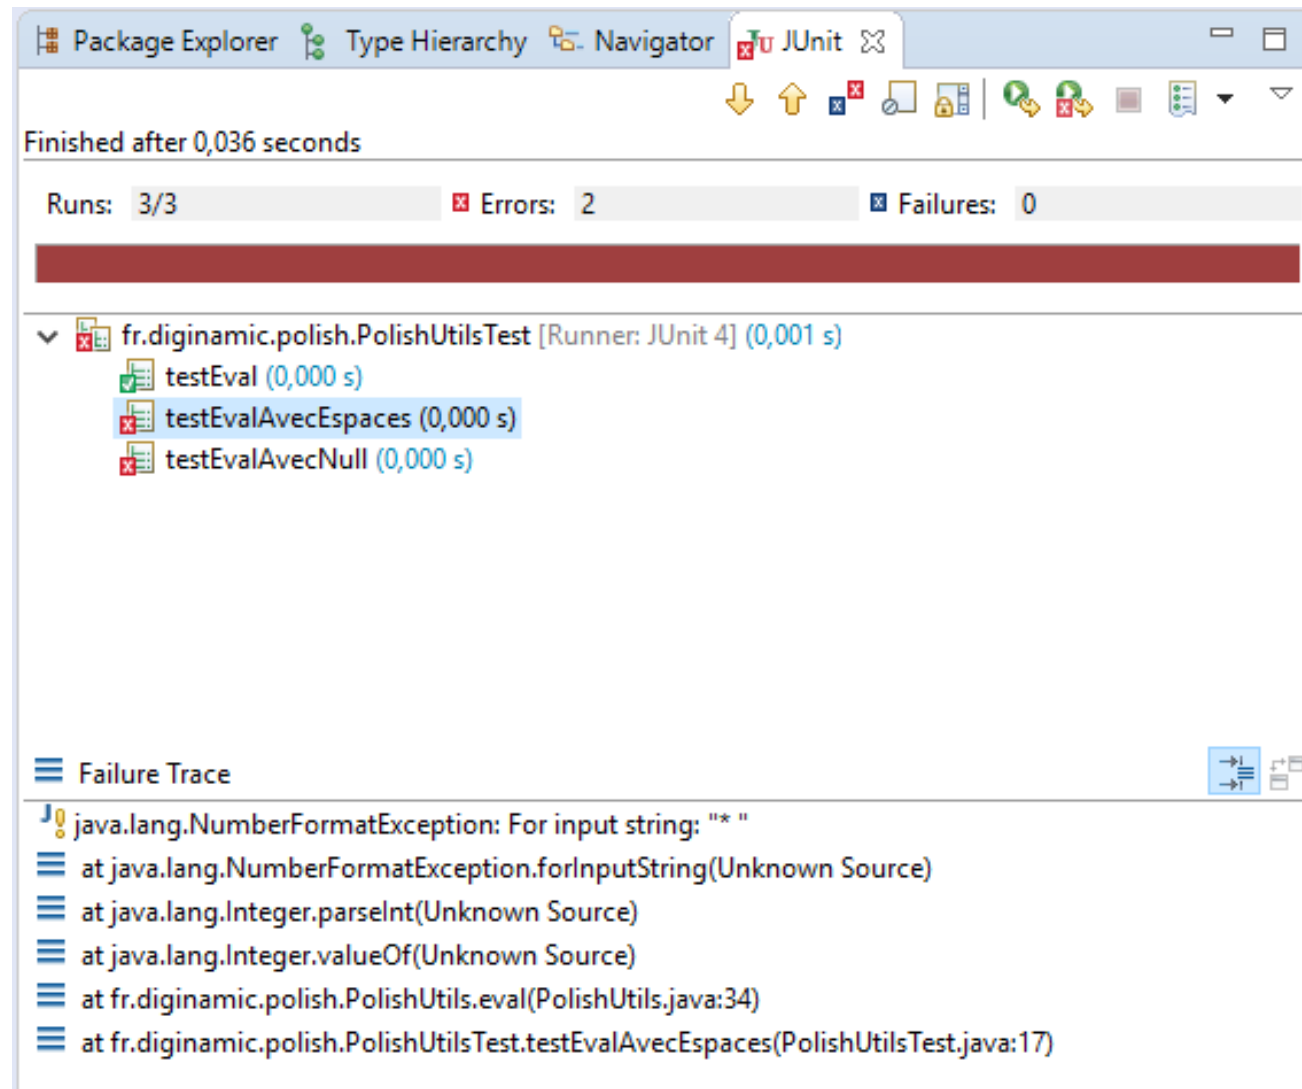 Package Explorer Type Hierarchy Navigator JUnit
Finished after 0,036 seconds
Runs: 3/3 Errors: 2 Failures: 0
fr.diginamic.polish.PolishUtilsTest [Runner: JUnit 4] (0,001 s)
testEval (0,000 s)
testEvalAvecEspaces (0,000 s)
testEvalAvecNull (0,000 s)
Failure Trace
java.lang.NumberFormatException: For input string: "* "
at java.lang.NumberFormatException.forInputString(Unknown Source)
at java.lang.Integer.parseInt(Unknown Source)
at java.lang.Integer.valueOf(Unknown Source)
at fr.diginamic.polish.PolishUtils.eval(PolishUtils.java:34)
at fr.diginamic.polish.PolishUtilsTest.testEvalAvecEspaces(PolishUtilsTest.java:17)